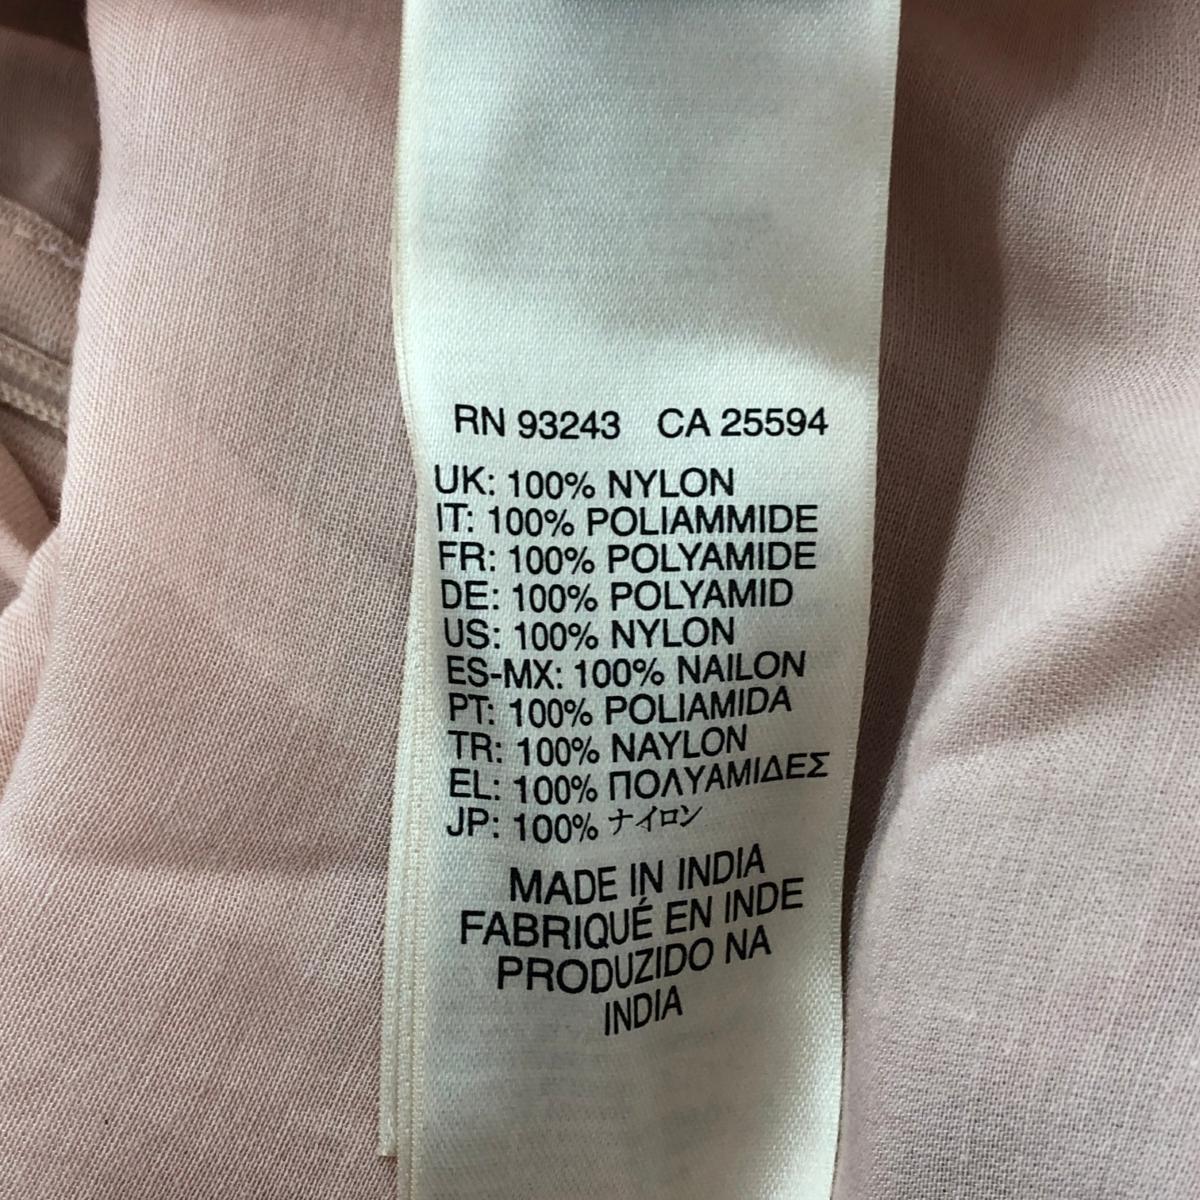 RN 93243 CA 25594
UK: 100% NYLON
IT: 100% POLIAMMIDE
FR: 100% POLYAMIDE
DE: 100% POLYAMID
US: 100% NYLON
ES-MX: 100% NAILON
PT: 100% POLIAMIDA
TR: 100% NAYLON
EL: 100% ΠΟΛΥΑΜΙΔΕΣ
JP: 100% ナイロン
MADE IN INDIA
FABRIQUÉ EN INDE
PRODUZIDO NA
INDIA